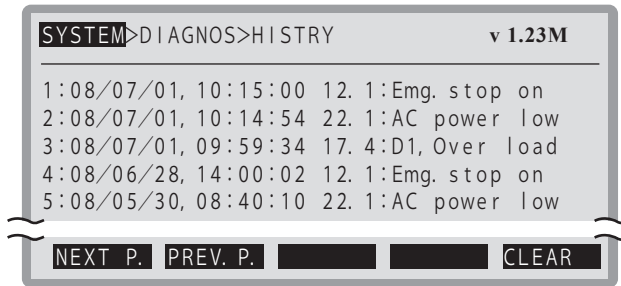 SYSTEM>DIAGNOS>HISTRY v 1.23M
1:08/07/01, 10:15:00 12. 1:Emg. stop on
2:08/07/01, 10:14:54 22. 1:AC power low
3:08/07/01, 09:59:34 17. 4:D1, Over load
4:08/06/28, 14:00:02 12. 1:Emg. stop on
5:08/05/30, 08:40:10 22. 1:AC power low
NEXT P. PREV. P. CLEAR